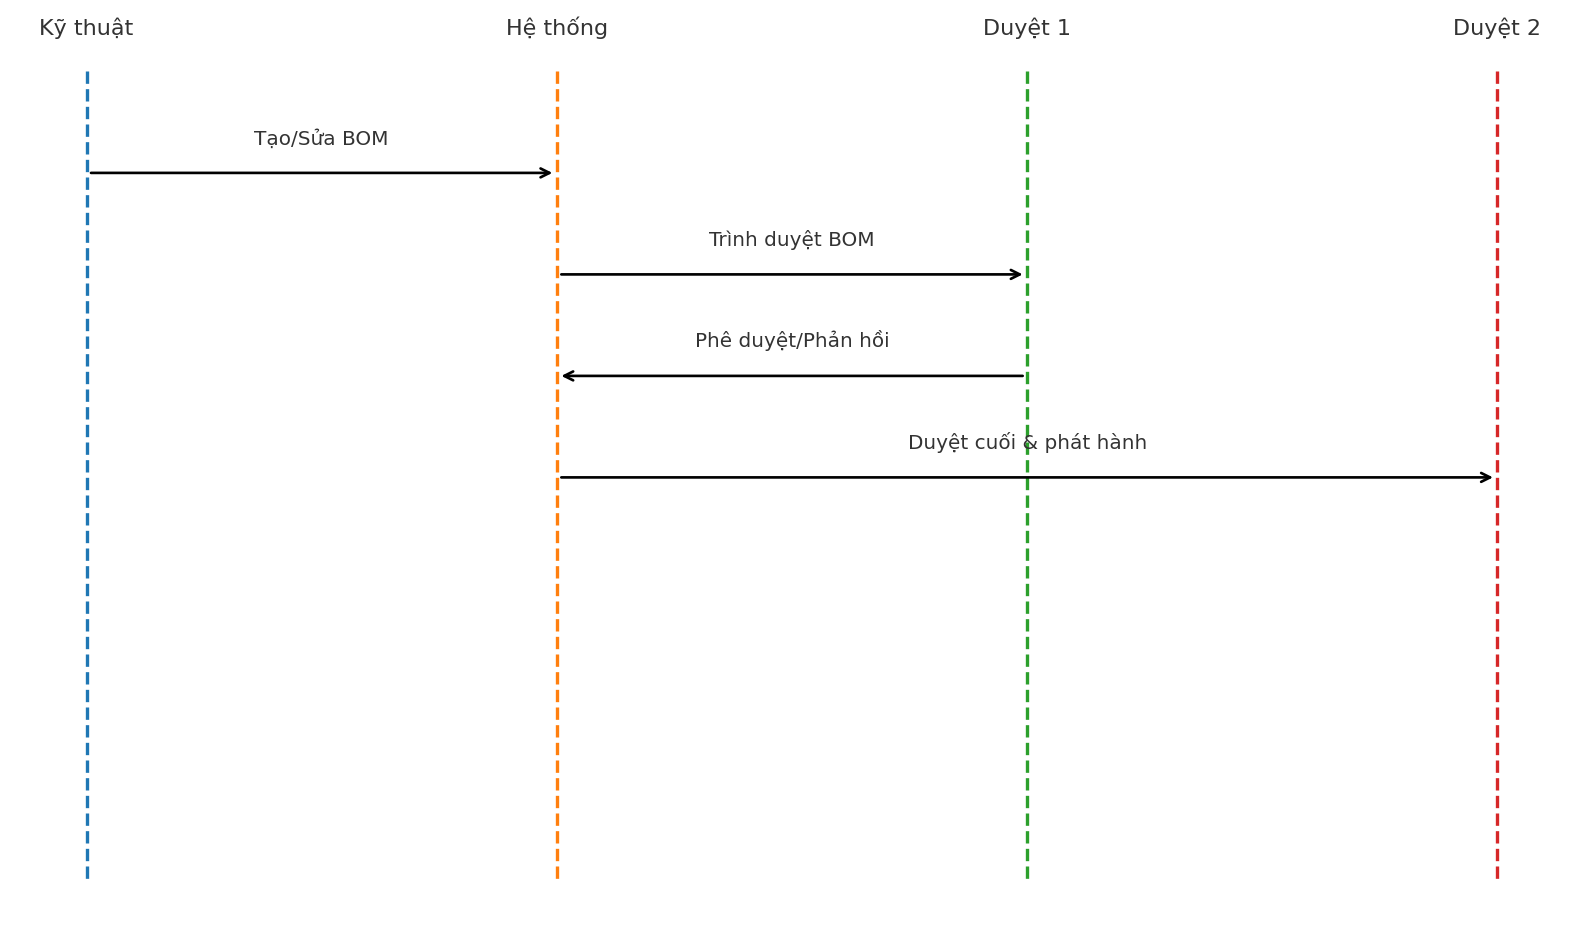 Kỹ thuật
Hệ thống
Duyệt 1
Duyệt 2
Tạo/Sửa BOM
Trình duyệt BOM
Phê duyệt/Phản hồi
Duyệt cuối & phát hành